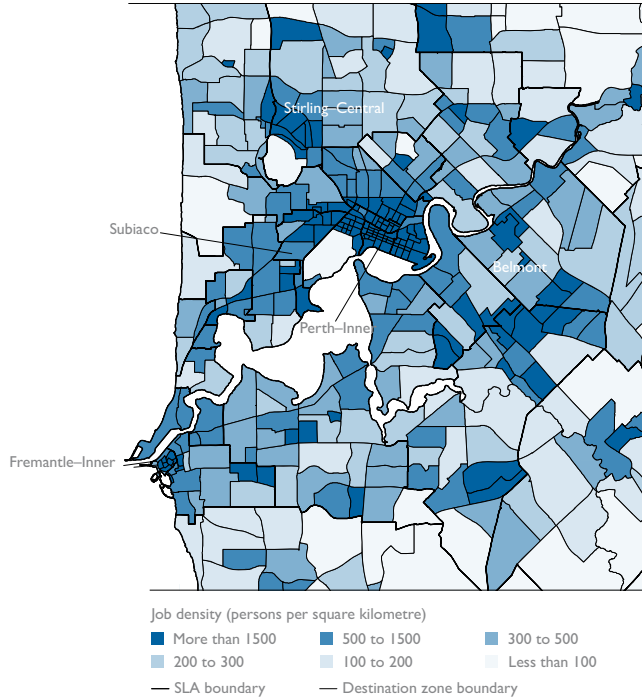 Stirling–Central
Subiaco
Belmont
Perth–Inner
Fremantle–Inner
Job density (persons per square kilometre)
More than 1500 500 to 1500 300 to 500
200 to 300 100 to 200 Less than 100
SLA boundary Destination zone boundary